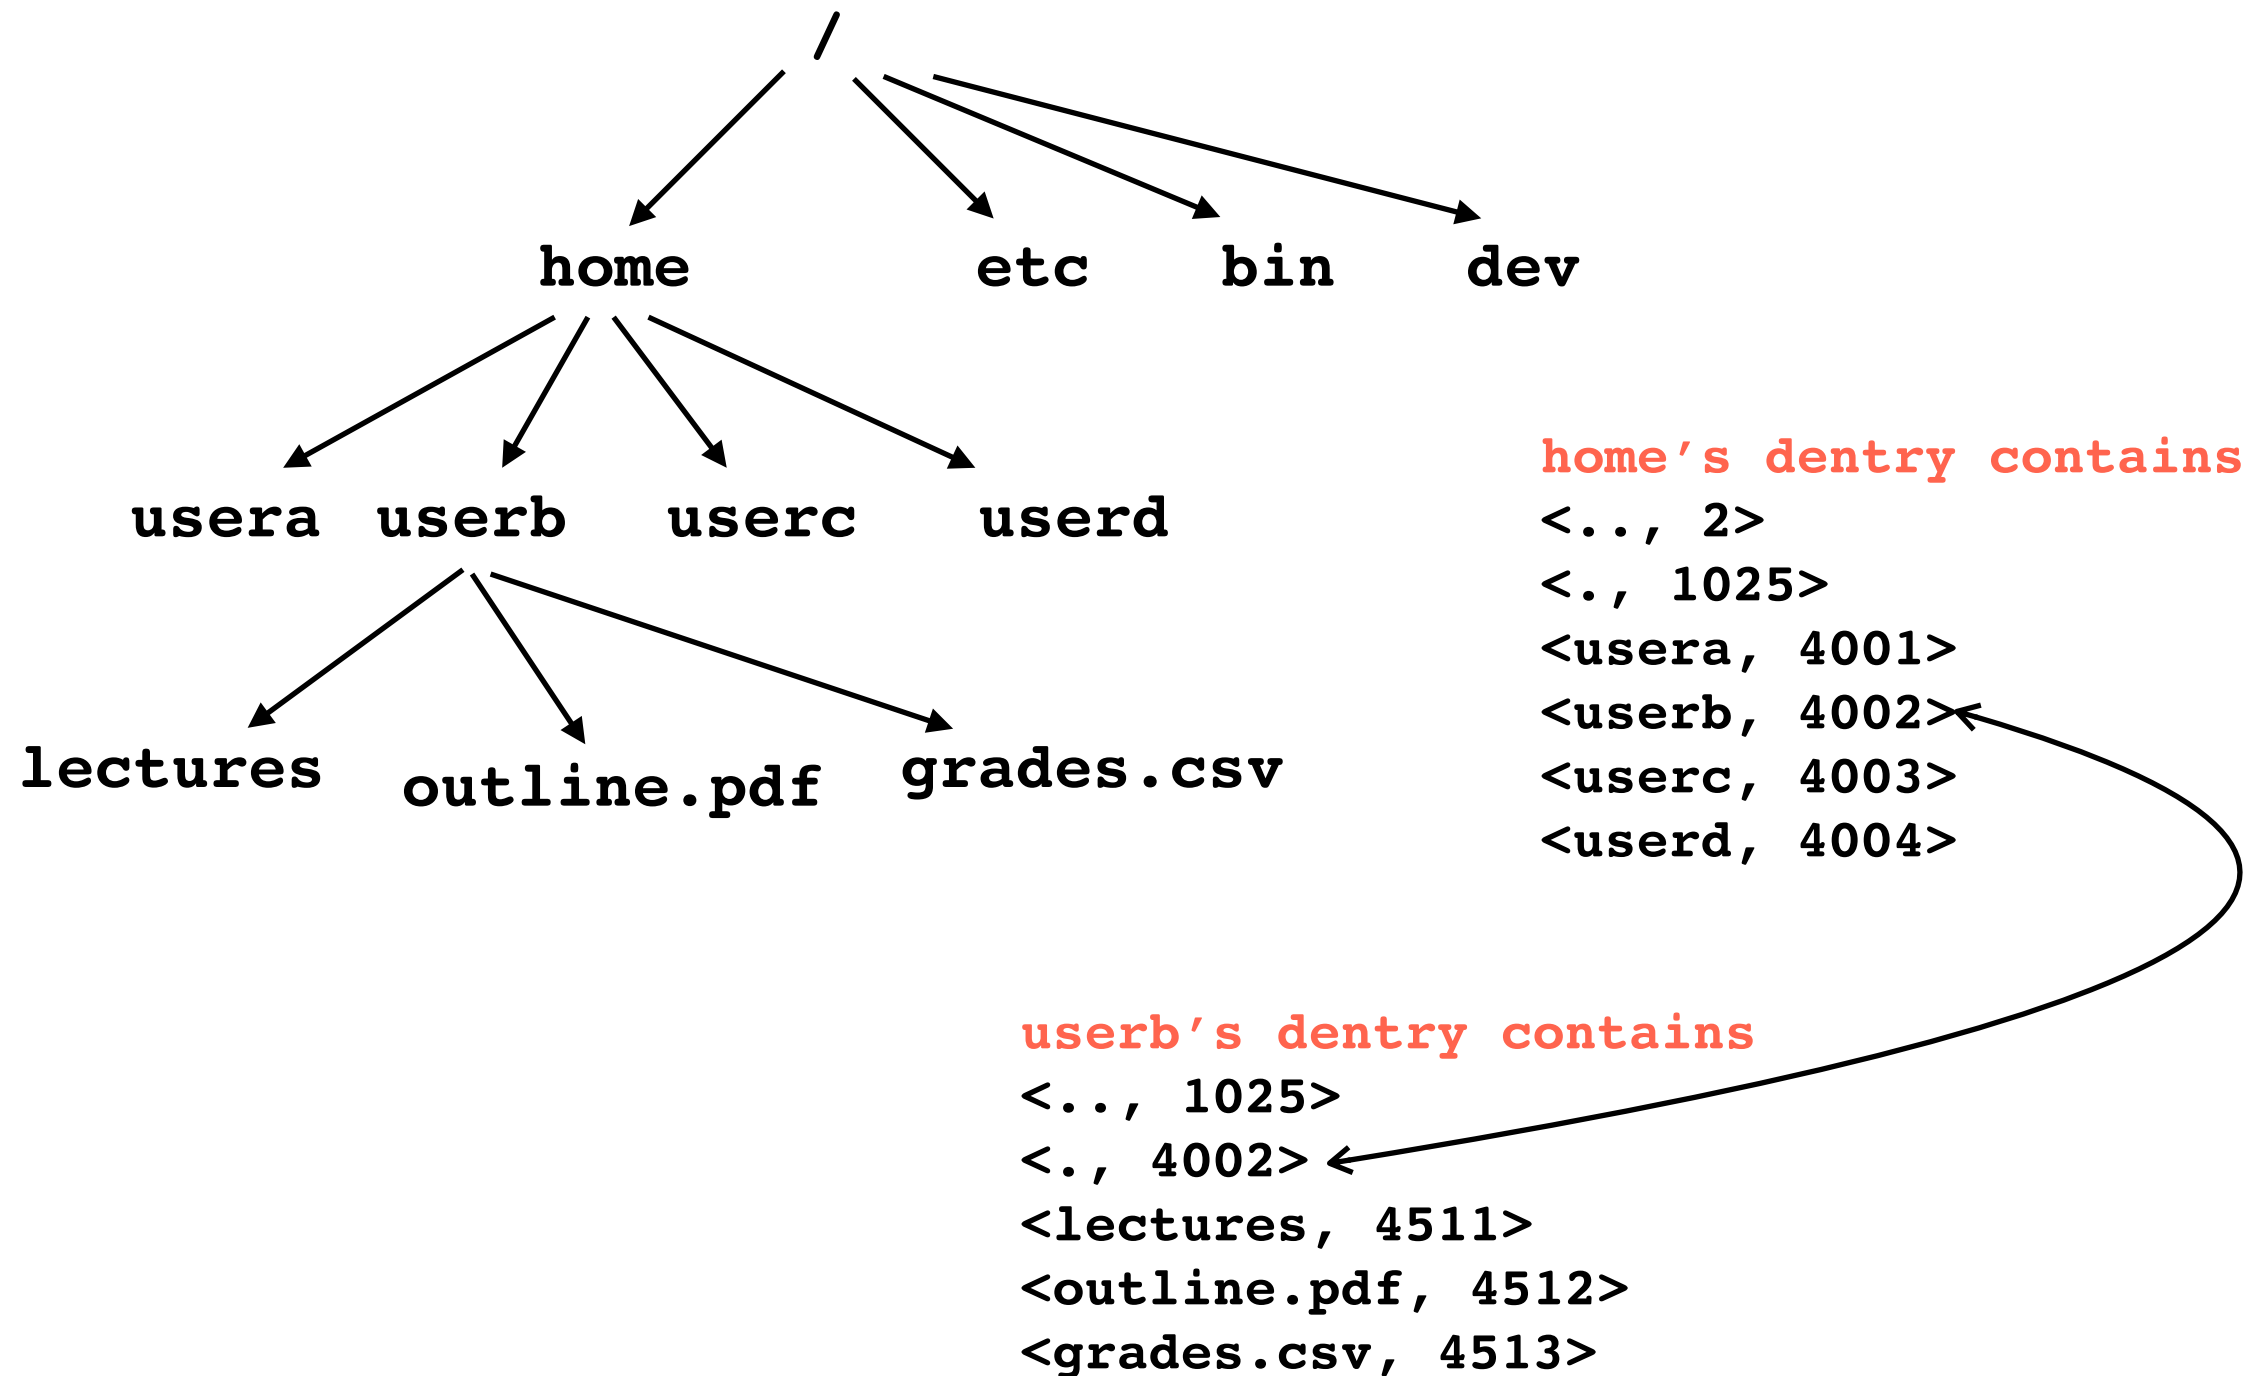 /
home etc bin dev
usera userb userc userd
lectures outline.pdf grades.csv
home’s dentry contains
<.., 2>
<., 1025>
<usera, 4001>
<userb, 4002>
<userc, 4003>
<userd, 4004>
userb’s dentry contains
<.., 1025>
<., 4002>
<lectures, 4511>
<outline.pdf, 4512>
<grades.csv, 4513>